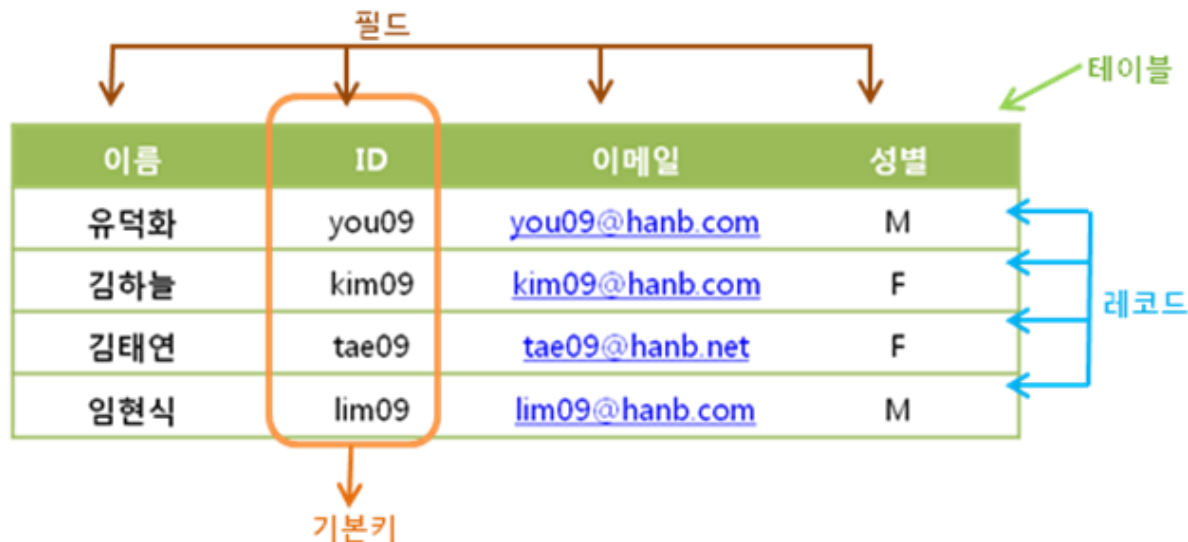 필드
테이블
이름 ID 이메일 성별
유덕화 you09 you09@hanb.com M
김하늘 kim09 kim09@hanb.com F
레코드
김태연 tae09 tae09@hanb.net F
임현식 lim09 lim09@hanb.com M
기본키